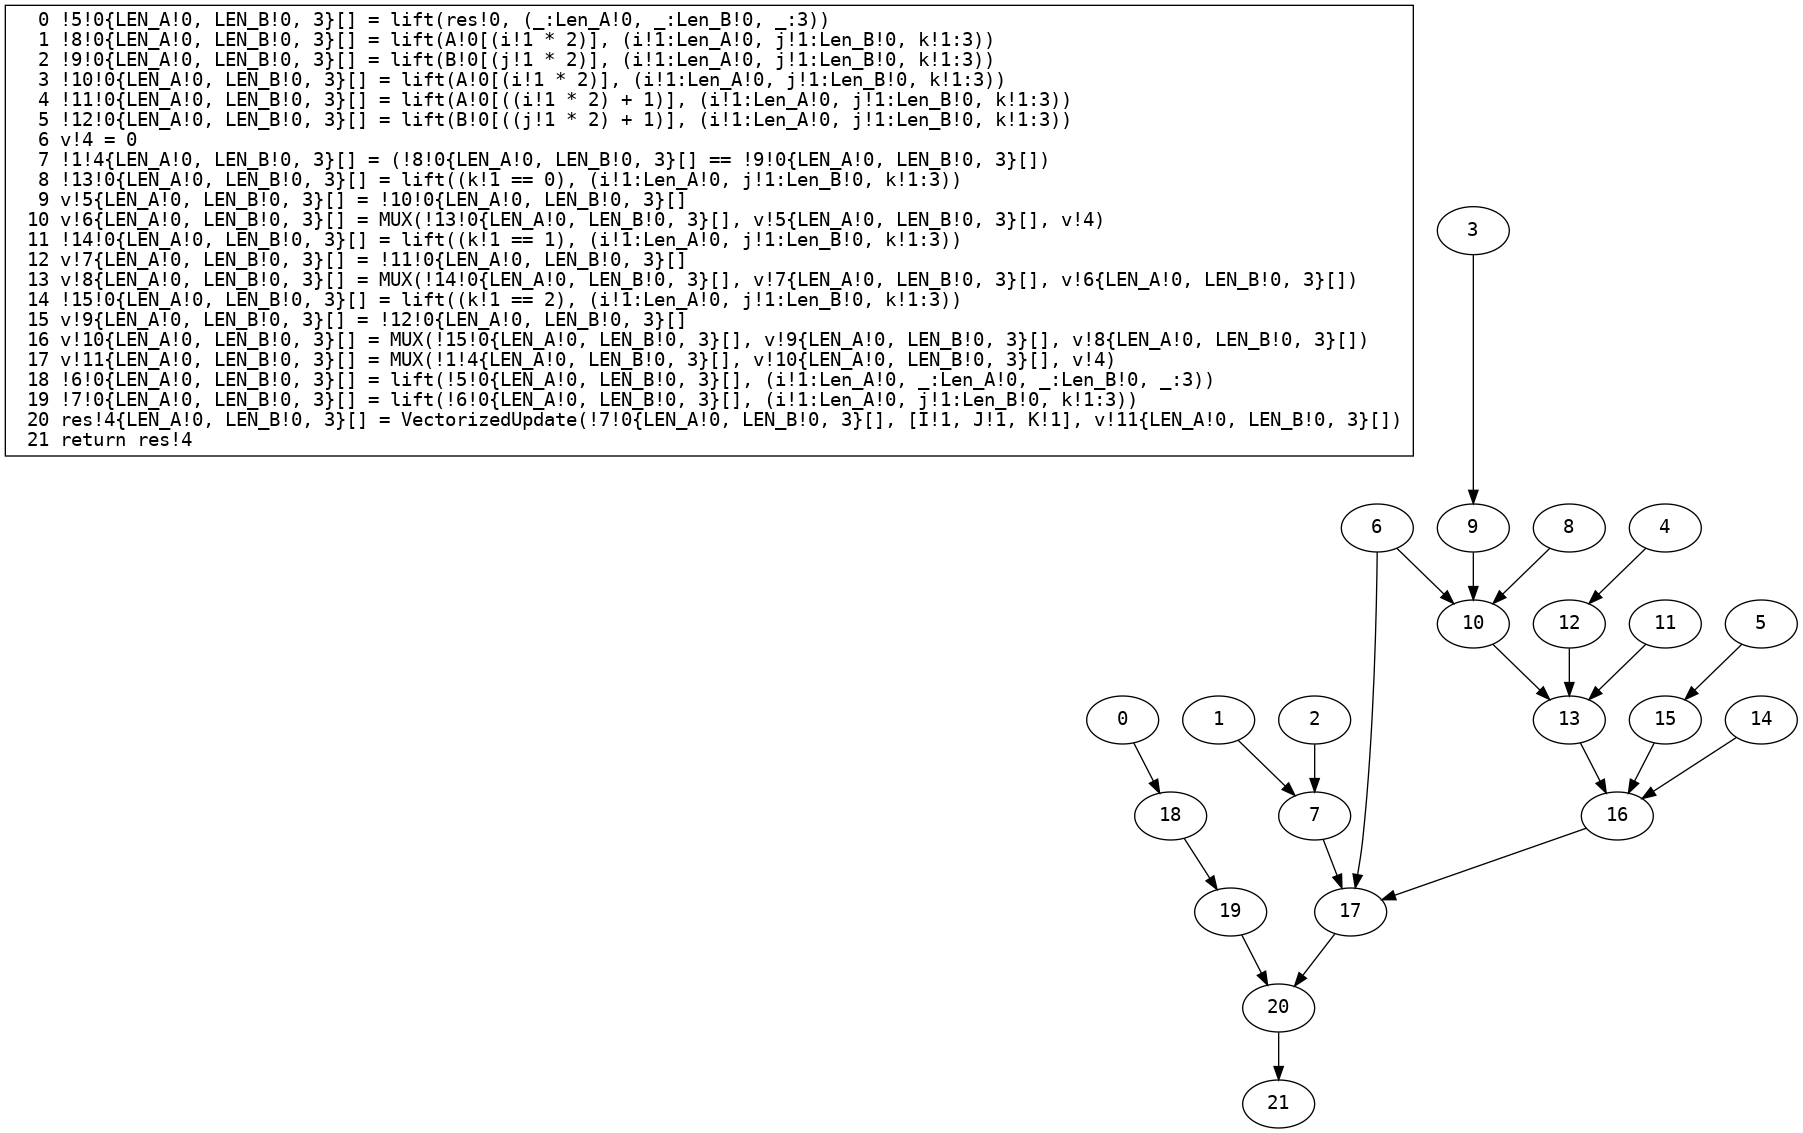 0 !5!0{LEN_A!0, LEN_B!0, 3}[] = lift(res!0, (_:Len_A!0, _:Len_B!0, _:3))
1 !8!0{LEN_A!0, LEN_B!0, 3}[] = lift(A!0[(i!1 * 2)], (i!1:Len_A!0, j!1:Len_B!0, k!1:3))
2 !9!0{LEN_A!0, LEN_B!0, 3}[] = lift(B!0[(j!1 * 2)], (i!1:Len_A!0, j!1:Len_B!0, k!1:3))
3 !10!0{LEN_A!0, LEN_B!0, 3}[] = lift(A!0[(i!1 * 2)], (i!1:Len_A!0, j!1:Len_B!0, k!1:3))
4 !11!0{LEN_A!0, LEN_B!0, 3}[] = lift(A!0[((i!1 * 2) + 1)], (i!1:Len_A!0, j!1:Len_B!0, k!1:3))
5 !12!0{LEN_A!0, LEN_B!0, 3}[] = lift(B!0[((j!1 * 2) + 1)], (i!1:Len_A!0, j!1:Len_B!0, k!1:3))
6 v!4 = 0
7 !1!4{LEN_A!0, LEN_B!0, 3}[] = (!8!0{LEN_A!0, LEN_B!0, 3}[] == !9!0{LEN_A!0, LEN_B!0, 3}[])
8 !13!0{LEN_A!0, LEN_B!0, 3}[] = lift((k!1 == 0), (i!1:Len_A!0, j!1:Len_B!0, k!1:3))
9 v!5{LEN_A!0, LEN_B!0, 3}[] = !10!0{LEN_A!0, LEN_B!0, 3}[]
10 v!6{LEN_A!0, LEN_B!0, 3}[] = MUX(!13!0{LEN_A!0, LEN_B!0, 3}[], v!5{LEN_A!0, LEN_B!0, 3}[], v!4)
11 !14!0{LEN_A!0, LEN_B!0, 3}[] = lift((k!1 == 1), (i!1:Len_A!0, j!1:Len_B!0, k!1:3))
12 v!7{LEN_A!0, LEN_B!0, 3}[] = !11!0{LEN_A!0, LEN_B!0, 3}[]
13 v!8{LEN_A!0, LEN_B!0, 3}[] = MUX(!14!0{LEN_A!0, LEN_B!0, 3}[], v!7{LEN_A!0, LEN_B!0, 3}[], v!6{LEN_A!0, LEN_B!0, 3}[])
14 !15!0{LEN_A!0, LEN_B!0, 3}[] = lift((k!1 == 2), (i!1:Len_A!0, j!1:Len_B!0, k!1:3))
15 v!9{LEN_A!0, LEN_B!0, 3}[] = !12!0{LEN_A!0, LEN_B!0, 3}[]
16 v!10{LEN_A!0, LEN_B!0, 3}[] = MUX(!15!0{LEN_A!0, LEN_B!0, 3}[], v!9{LEN_A!0, LEN_B!0, 3}[], v!8{LEN_A!0, LEN_B!0, 3}[])
17 v!11{LEN_A!0, LEN_B!0, 3}[] = MUX(!1!4{LEN_A!0, LEN_B!0, 3}[], v!10{LEN_A!0, LEN_B!0, 3}[], v!4)
18 !6!0{LEN_A!0, LEN_B!0, 3}[] = lift(!5!0{LEN_A!0, LEN_B!0, 3}[], (i!1:Len_A!0, _:Len_A!0, _:Len_B!0, _:3))
19 !7!0{LEN_A!0, LEN_B!0, 3}[] = lift(!6!0{LEN_A!0, LEN_B!0, 3}[], (i!1:Len_A!0, j!1:Len_B!0, k!1:3))
20 res!4{LEN_A!0, LEN_B!0, 3}[] = VectorizedUpdate(!7!0{LEN_A!0, LEN_B!0, 3}[], [I!1, J!1, K!1], v!11{LEN_A!0, LEN_B!0, 3}[])
21 return res!4
3
6
9
8
4
10
12
11
5
0
1
2
13
15
14
18
7
16
19
17
20
21